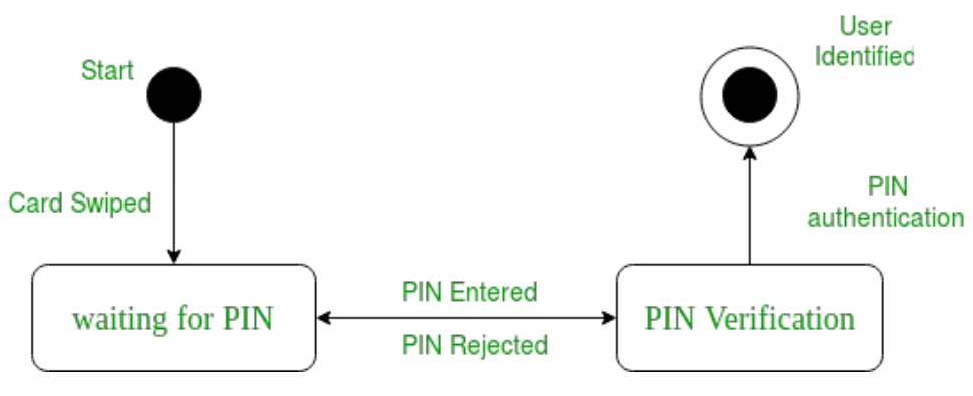 Start
User
Identified
Card Swiped
PIN
authentication
waiting for PIN
PIN Entered
PIN Rejected
PIN Verification